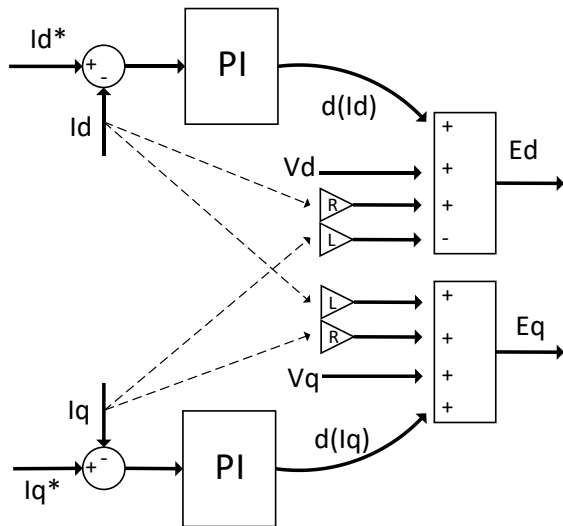 Id*
+
-
PI
Id
d(Id)
+
Vd
+
Ed
R
+
L
-
L
+
R
+
Eq
Vq
+
Iq
+
d(Iq)
+
-
PI
Iq*